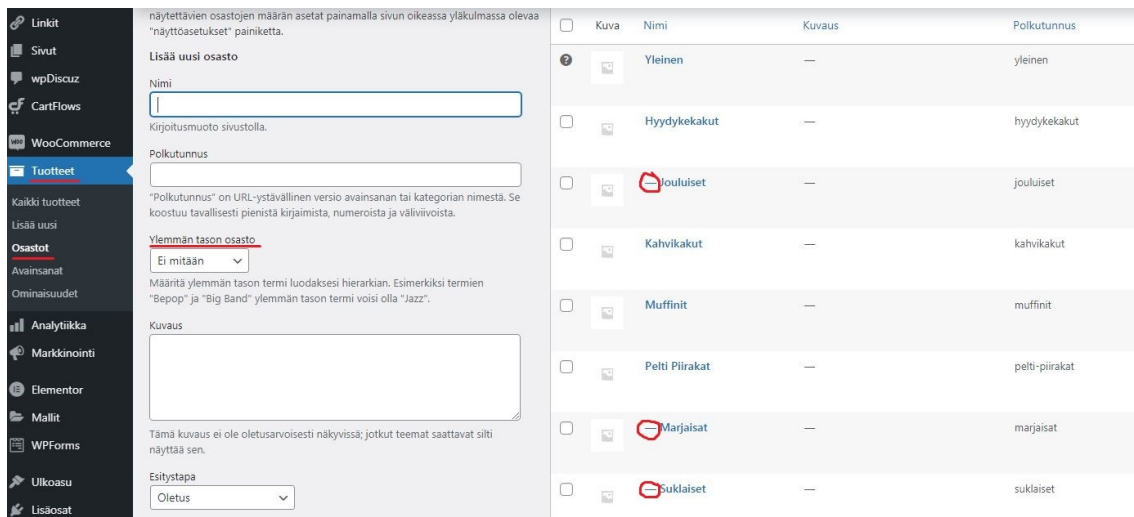 Linkit
Sivut
wpDiscuz
CartFlows
WooCommerce
Tuotteet
Kaikki tuotteet
Lisää uusi
Osastot
Avainsanat
Ominaisuudet
Analytiikka
Markkinointi
Elementor
Mallit
WPForms
Ulkoasu
Lisäosat
näytettävien osastojen määrän asetat painamalla sivun oikeassa yläkulmassa olevaa
"näyttöasetukset" painiketta.
Lisää uusi osasto
Nimi
Kirjoitusmuoto sivustolla.
Polkutunnus
"Polkutunnus" on URL-ystävällinen versio avainsanan tai kategorian nimestä. Se
koostuu tavallisesti pienistä kirjaimista, numeroista ja väliviivoista.
Ylemmän tason osasto
Ei mitään
Määritä ylemmän tason termi luodaksesi hierarkian. Esimerkiksi termien
"Bepop" ja "Big Band" ylemmän tason termi voisi olla "Jazz".
Kuvaus
Tämä kuvaus ei ole oletusarvoisesti näkyvissä; jotkut teemat saattavat silti
näyttää sen.
Esitystapa
Oletus
Kuva Nimi Kuvaus Polkutunnus
Yleinen — yleinen
Hyydykekakut — hyydykekakut
— Jouluiset — jouluiset
Kahvikakut — kahvikakut
Muffinit — muffinit
Pelti Piirakat — pelti-piirakat
— Marjaisat — marjaisat
— Suklaiset — suklaiset